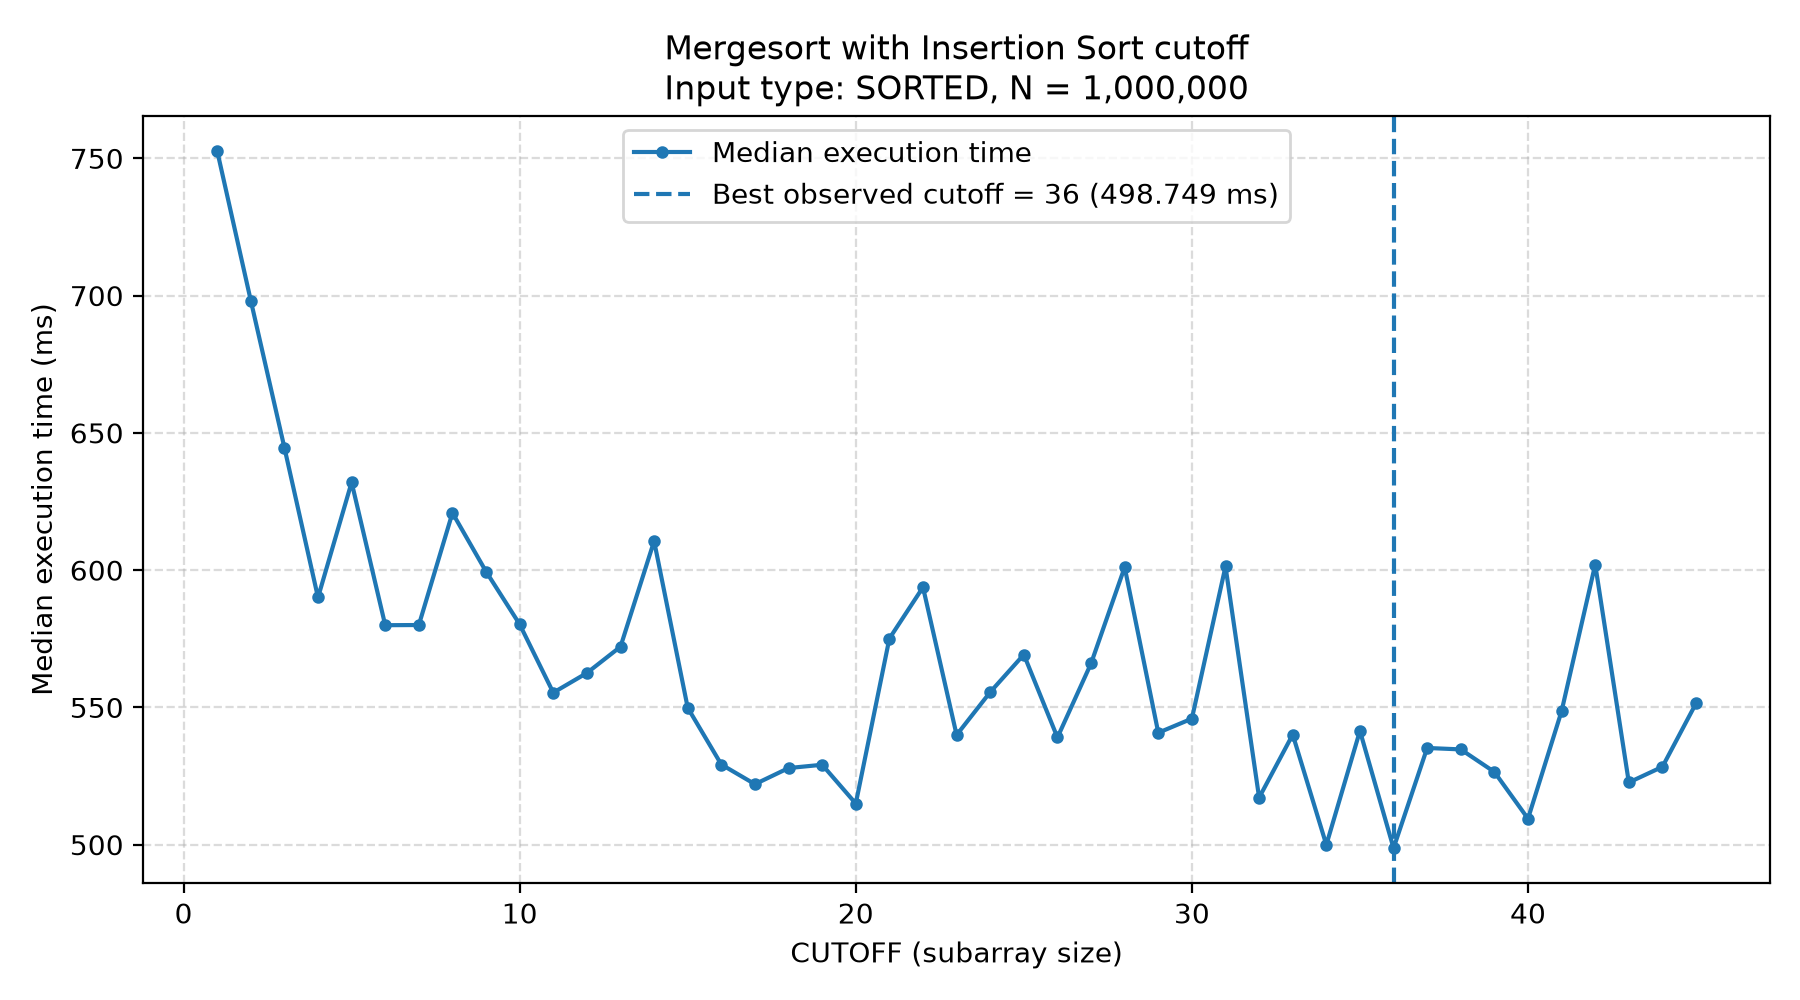 Mergesort with Insertion Sort cutoff
Input type: SORTED, N = 1,000,000
Median execution time
Best observed cutoff = 36 (498.749 ms)
Median execution time (ms)
750
700
650
600
550
500
0 10 20 30 40
CUTOFF (subarray size)